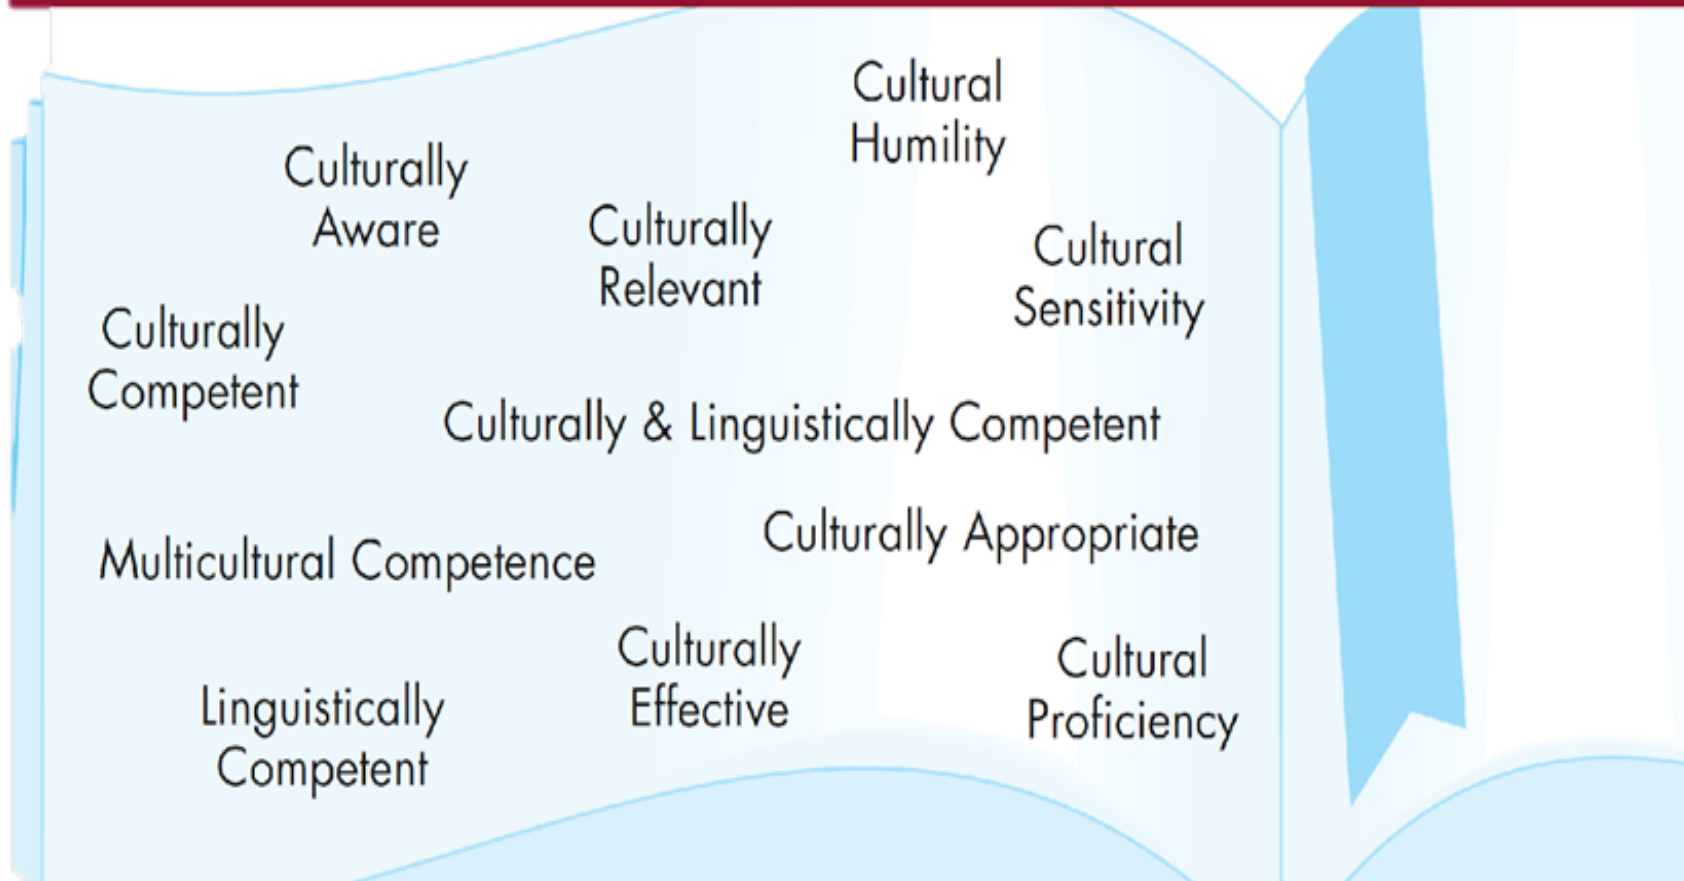 Cultural
Humility
Culturally
Aware
Culturally
Relevant
Cultural
Sensitivity
Culturally
Competent
Culturally & Linguistically Competent
Culturally Appropriate
Multicultural Competence
Culturally
Effective
Cultural
Proficiency
Linguistically
Competent